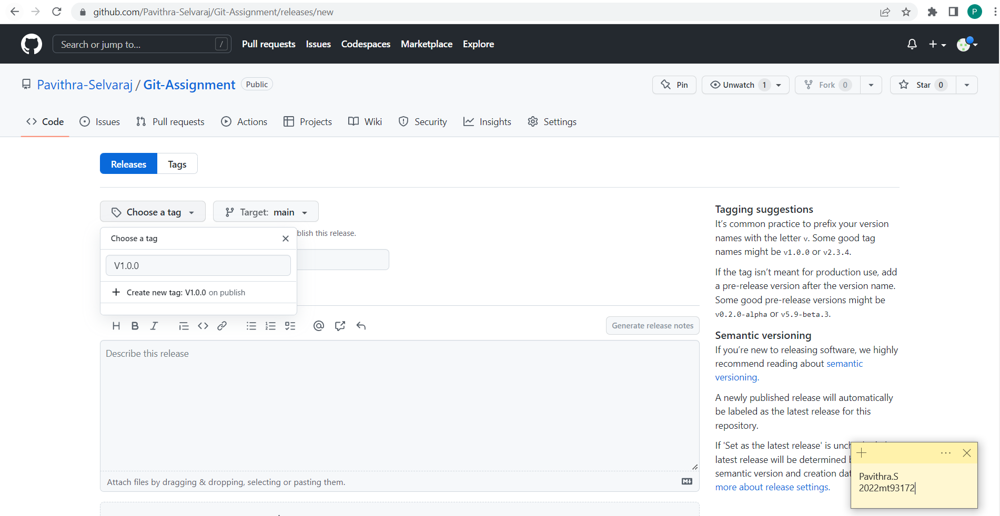 github.com/Pavithra-Selvaraj/Git-Assignment/releases/new
P
Search or jump to...
/
Pull requests
Issues
Codespaces
Marketplace
Explore
Pavithra-Selvaraj / Git-Assignment
Public
Pin
Unwatch 1
Fork 0
Star 0
Code
Issues
Pull requests
Actions
Projects
Wiki
Security
Insights
Settings
Releases
Tags
Choose a tag
Target: main
blish this release.
Choose a tag
V1.0.0
Create new tag: V1.0.0 on publish
H B I
Generate release notes
Describe this release
Attach files by dragging & dropping, selecting or pasting them.
Tagging suggestions
It’s common practice to prefix your version
names with the letter v. Some good tag
names might be v1.0.0 or v2.3.4.
If the tag isn’t meant for production use, add
a pre-release version after the version name.
Some good pre-release versions might be
v0.2.0-alpha or v5.9-beta.3.
Semantic versioning
If you’re new to releasing software, we highly
recommend reading about semantic
versioning.
A newly published release will automatically
be labeled as the latest release for this
repository.
If 'Set as the latest release' is
latest release will be determined
semantic version and creation
more about release settings.
Pavithra.S
2022mt93172